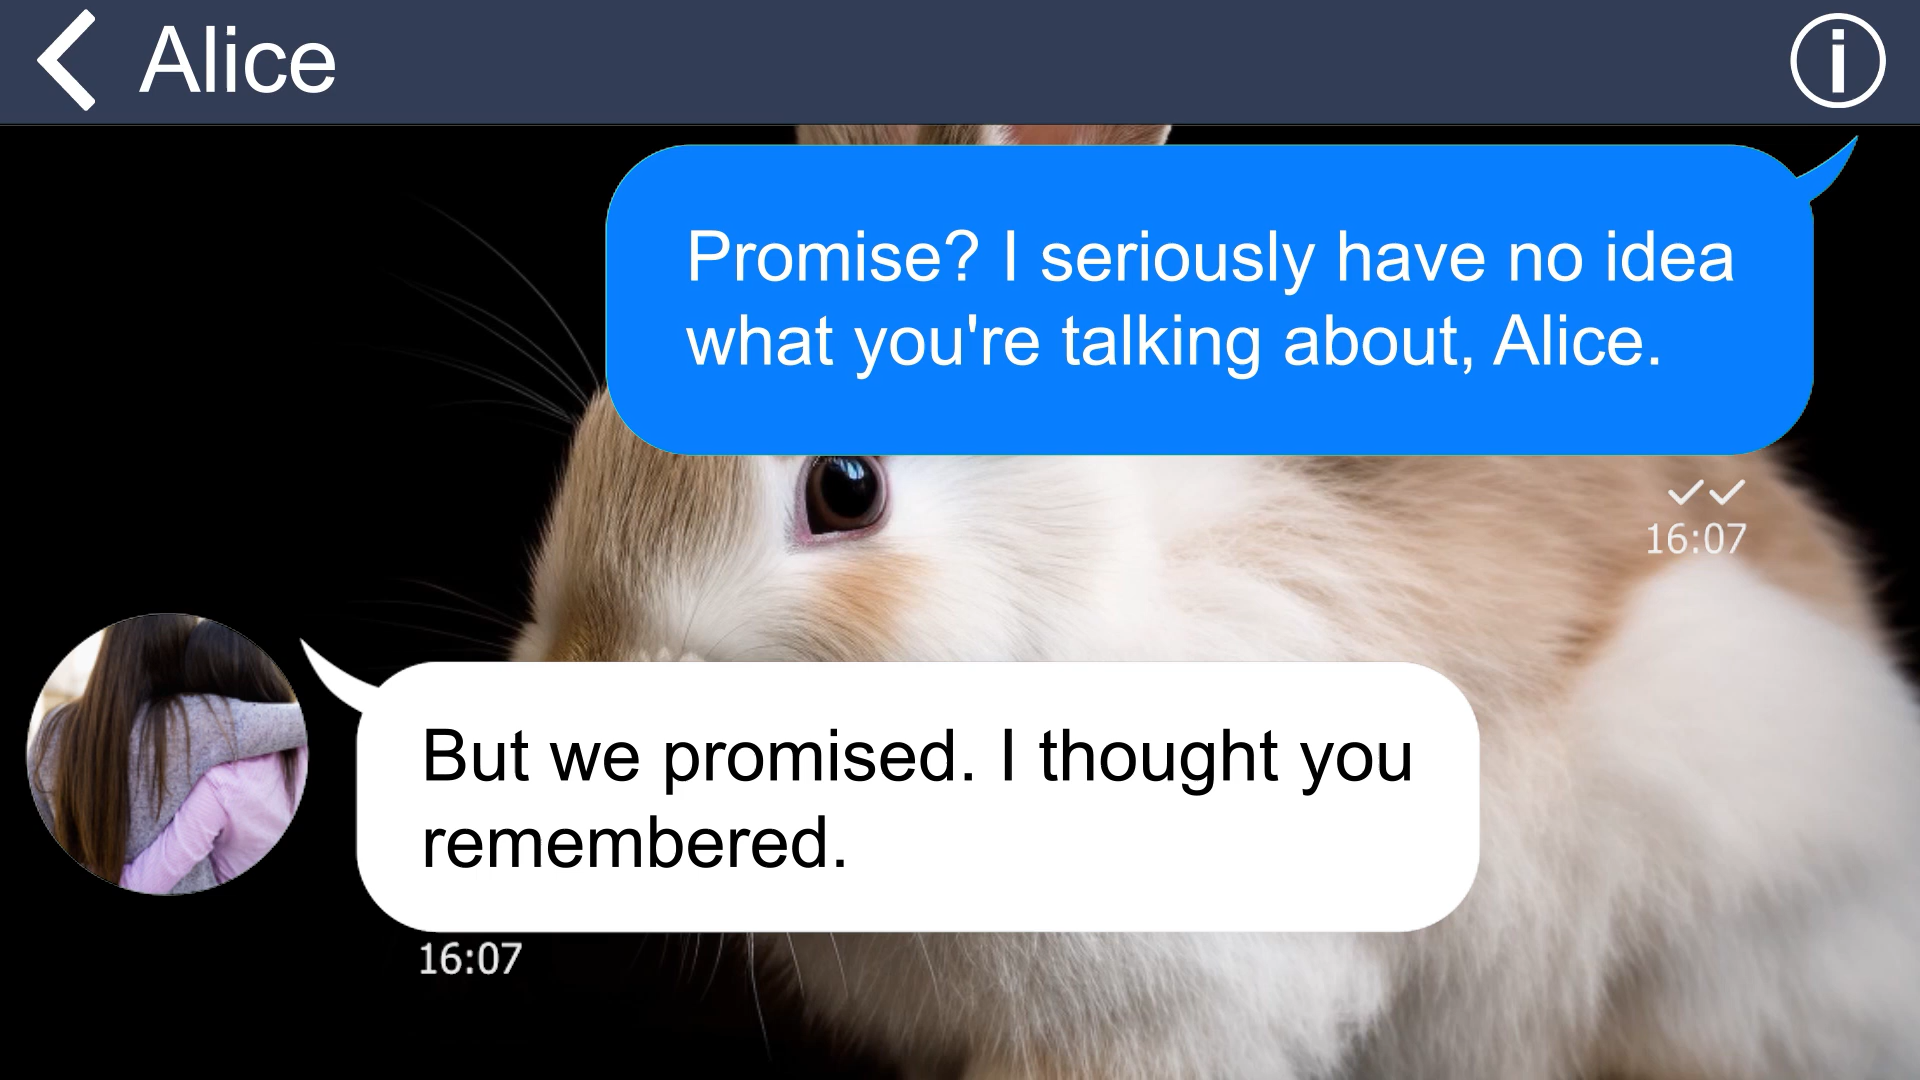 Alice
Promise? I seriously have no idea
what you're talking about, Alice.
16:07
But we promised. I thought you
remembered.
16:07